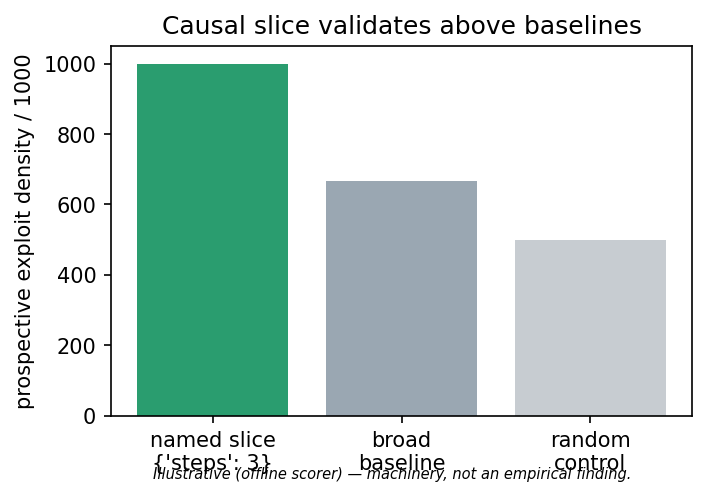 Causal slice validates above baselines
prospective exploit density / 1000
1000
800
600
400
200
0
named slice
{'steps': 3}
broad
baseline
random
control
Illustrative (offline scorer) — machinery, not an empirical finding.